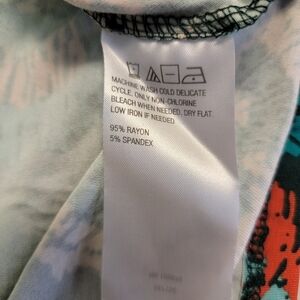 MACHINE WASH COLD DELICATE
CYCLE. ONLY NON-CHLORINE
BLEACH WHEN NEEDED. DRY FLAT.
LOW IRON IF NEEDED
95% RAYON
5% SPANDEX